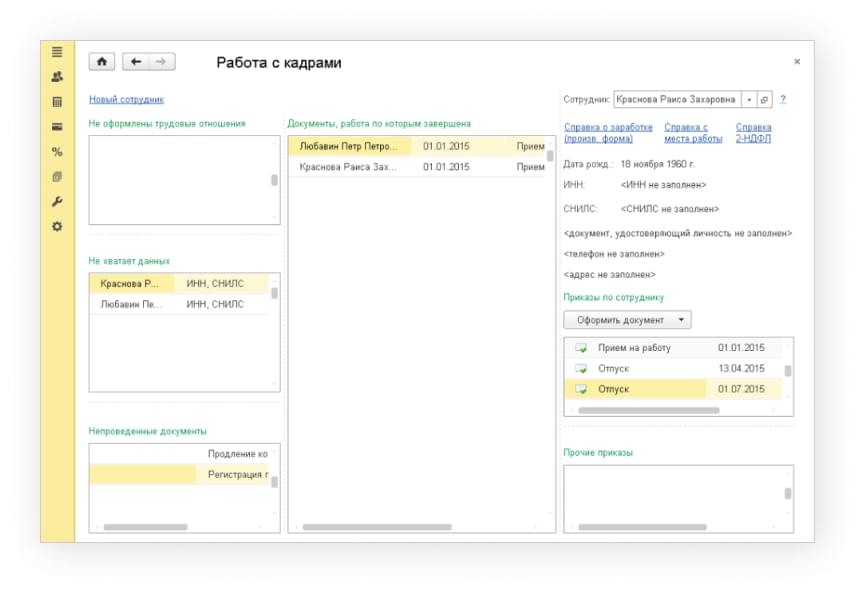 Работа с кадрами
Новый сотрудник
Не оформлены трудовые отношения
Не хватает данных
Краснова Р... ИНН, СНИЛС
Любавин Пе... ИНН, СНИЛС
Непроведенные документы
Продление ко
Регистрация г
Документы, работа по которым завершена
Любавин Петр Петро... 01.01.2015 Прием
Краснова Раиса Зах... 01.01.2015 Прием
Сотрудник: Краснова Раиса Захаровна ?
Справка о заработке (произв. форма)
Справка с места работы
Справка 2-НДФЛ
Дата рожд.: 18 ноября 1960 г.
ИНН: <ИНН не заполнен>
СНИЛС: <СНИЛС не заполнен>
<документ, удостоверяющий личность не заполнен>
<телефон не заполнен>
<адрес не заполнен>
Приказы по сотруднику
Оформить документ
Прием на работу 01.01.2015
Отпуск 13.04.2015
Отпуск 01.07.2015
Прочие приказы